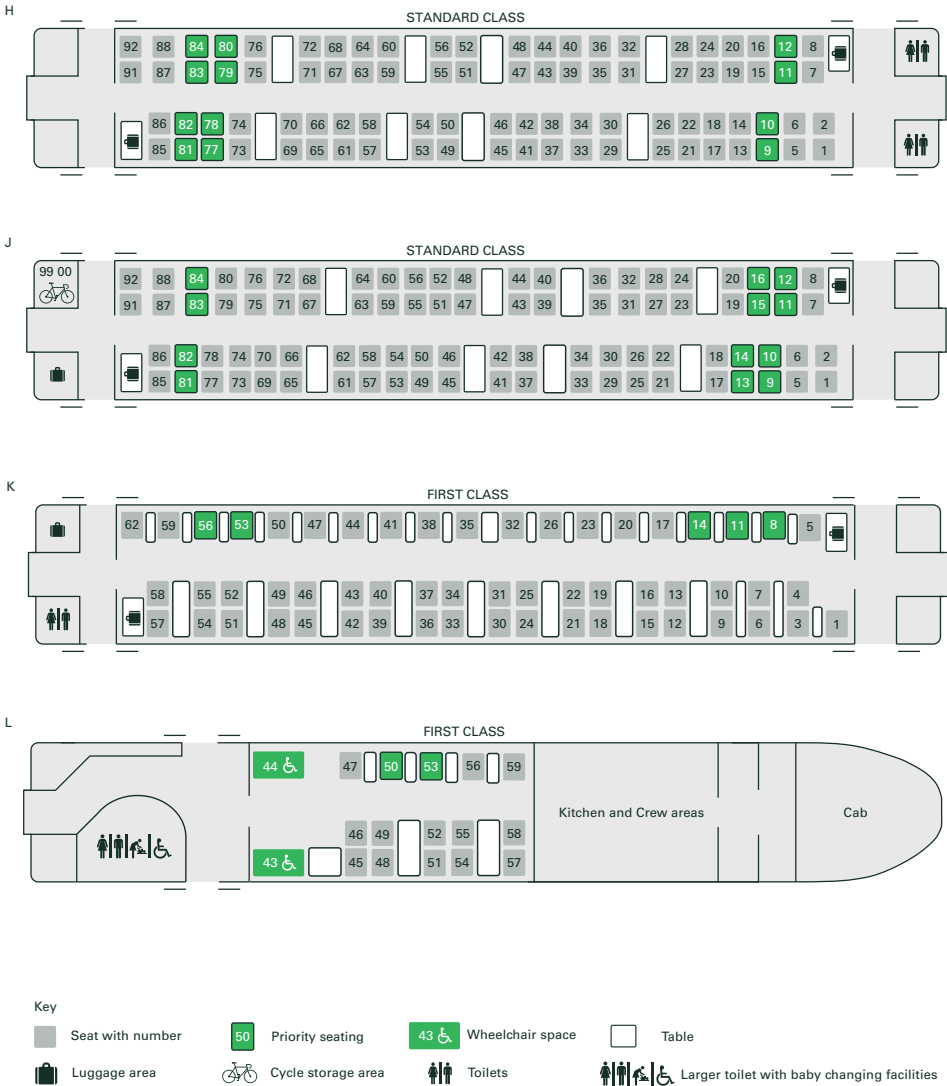 H
STANDARD CLASS
92 88 84 80 76 72 68 64 60 56 52 48 44 40 36 32 28 24 20 16 12 8
91 87 83 79 75 71 67 63 59 55 51 47 43 39 35 31 27 23 19 15 11 7
86 82 78 74 70 66 62 58 54 50 46 42 38 34 30 26 22 18 14 10 6 2
85 81 77 73 69 65 61 57 53 49 45 41 37 33 29 25 21 17 13 9 5 1
J
STANDARD CLASS
99 00
92 88 84 80 76 72 68 64 60 56 52 48 44 40 36 32 28 24 20 16 12 8
91 87 83 79 75 71 67 63 59 55 51 47 43 39 35 31 27 23 19 15 11 7
86 82 78 74 70 66 62 58 54 50 46 42 38 34 30 26 22 18 14 10 6 2
85 81 77 73 69 65 61 57 53 49 45 41 37 33 29 25 21 17 13 9 5 1
K
FIRST CLASS
62 59 56 53 50 47 44 41 38 35 32 26 23 20 17 14 11 8 5
58 55 52 49 46 43 40 37 34 31 25 22 19 16 13 10 7 4
57 54 51 48 45 42 39 36 33 30 24 21 18 15 12 9 6 3 1
L
FIRST CLASS
44 47 50 53 56 59
Kitchen and Crew areas Cab
46 49 52 55 58
43 45 48 51 54 57
Key
Seat with number 50 Priority seating 43 Wheelchair space Table
Luggage area Cycle storage area Toilets Larger toilet with baby changing facilities